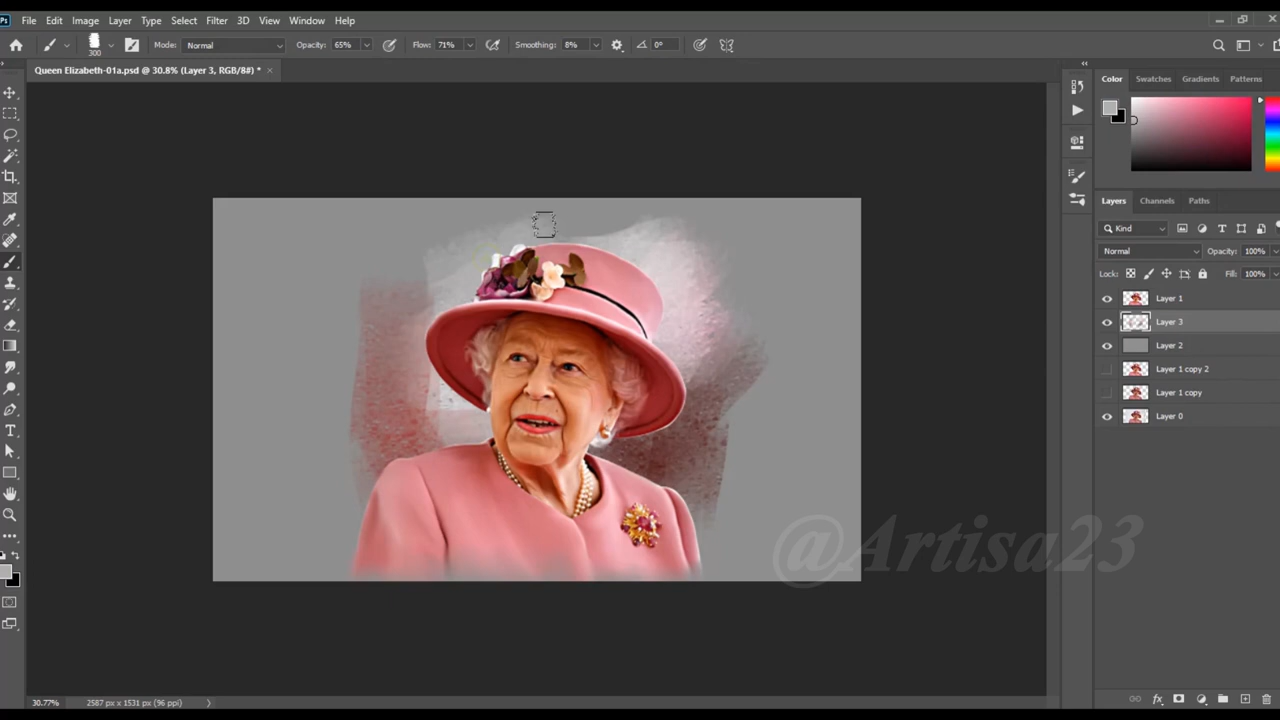 Ps File Edit Image Layer Type Select Filter 3D View Window Help
300 Mode: Normal Opacity: 65% Flow: 71% Smoothing: 8% 0°
Queen Elizabeth-01a.psd @ 30.8% (Layer 3, RGB/8#) * ×
Color Swatches Gradients Patterns
Layers Channels Paths
Kind
Normal Opacity: 100%
Lock: Fill: 100%
Layer 1
Layer 3
Layer 2
Layer 1 copy 2
Layer 1 copy
Layer 0
@Artisa23
30.77% 2587 px x 1531 px (96 ppi)